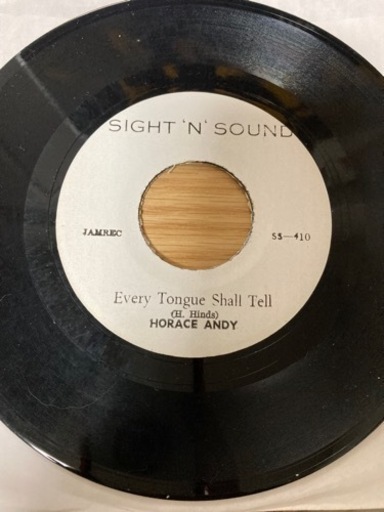 SIGHT 'N' SOUND
JAMREC SS-410
Every Tongue Shall Tell
(H. Hinds)
HORACE ANDY